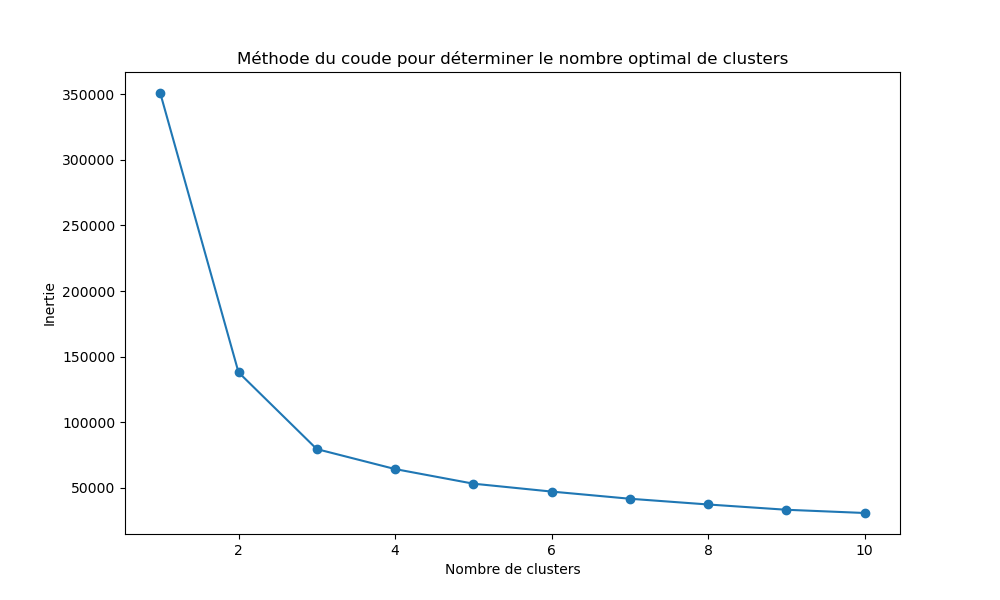 Méthode du coude pour déterminer le nombre optimal de clusters
350000
300000
250000
200000
150000
100000
50000
Inertie
2 4 6 8 10
Nombre de clusters